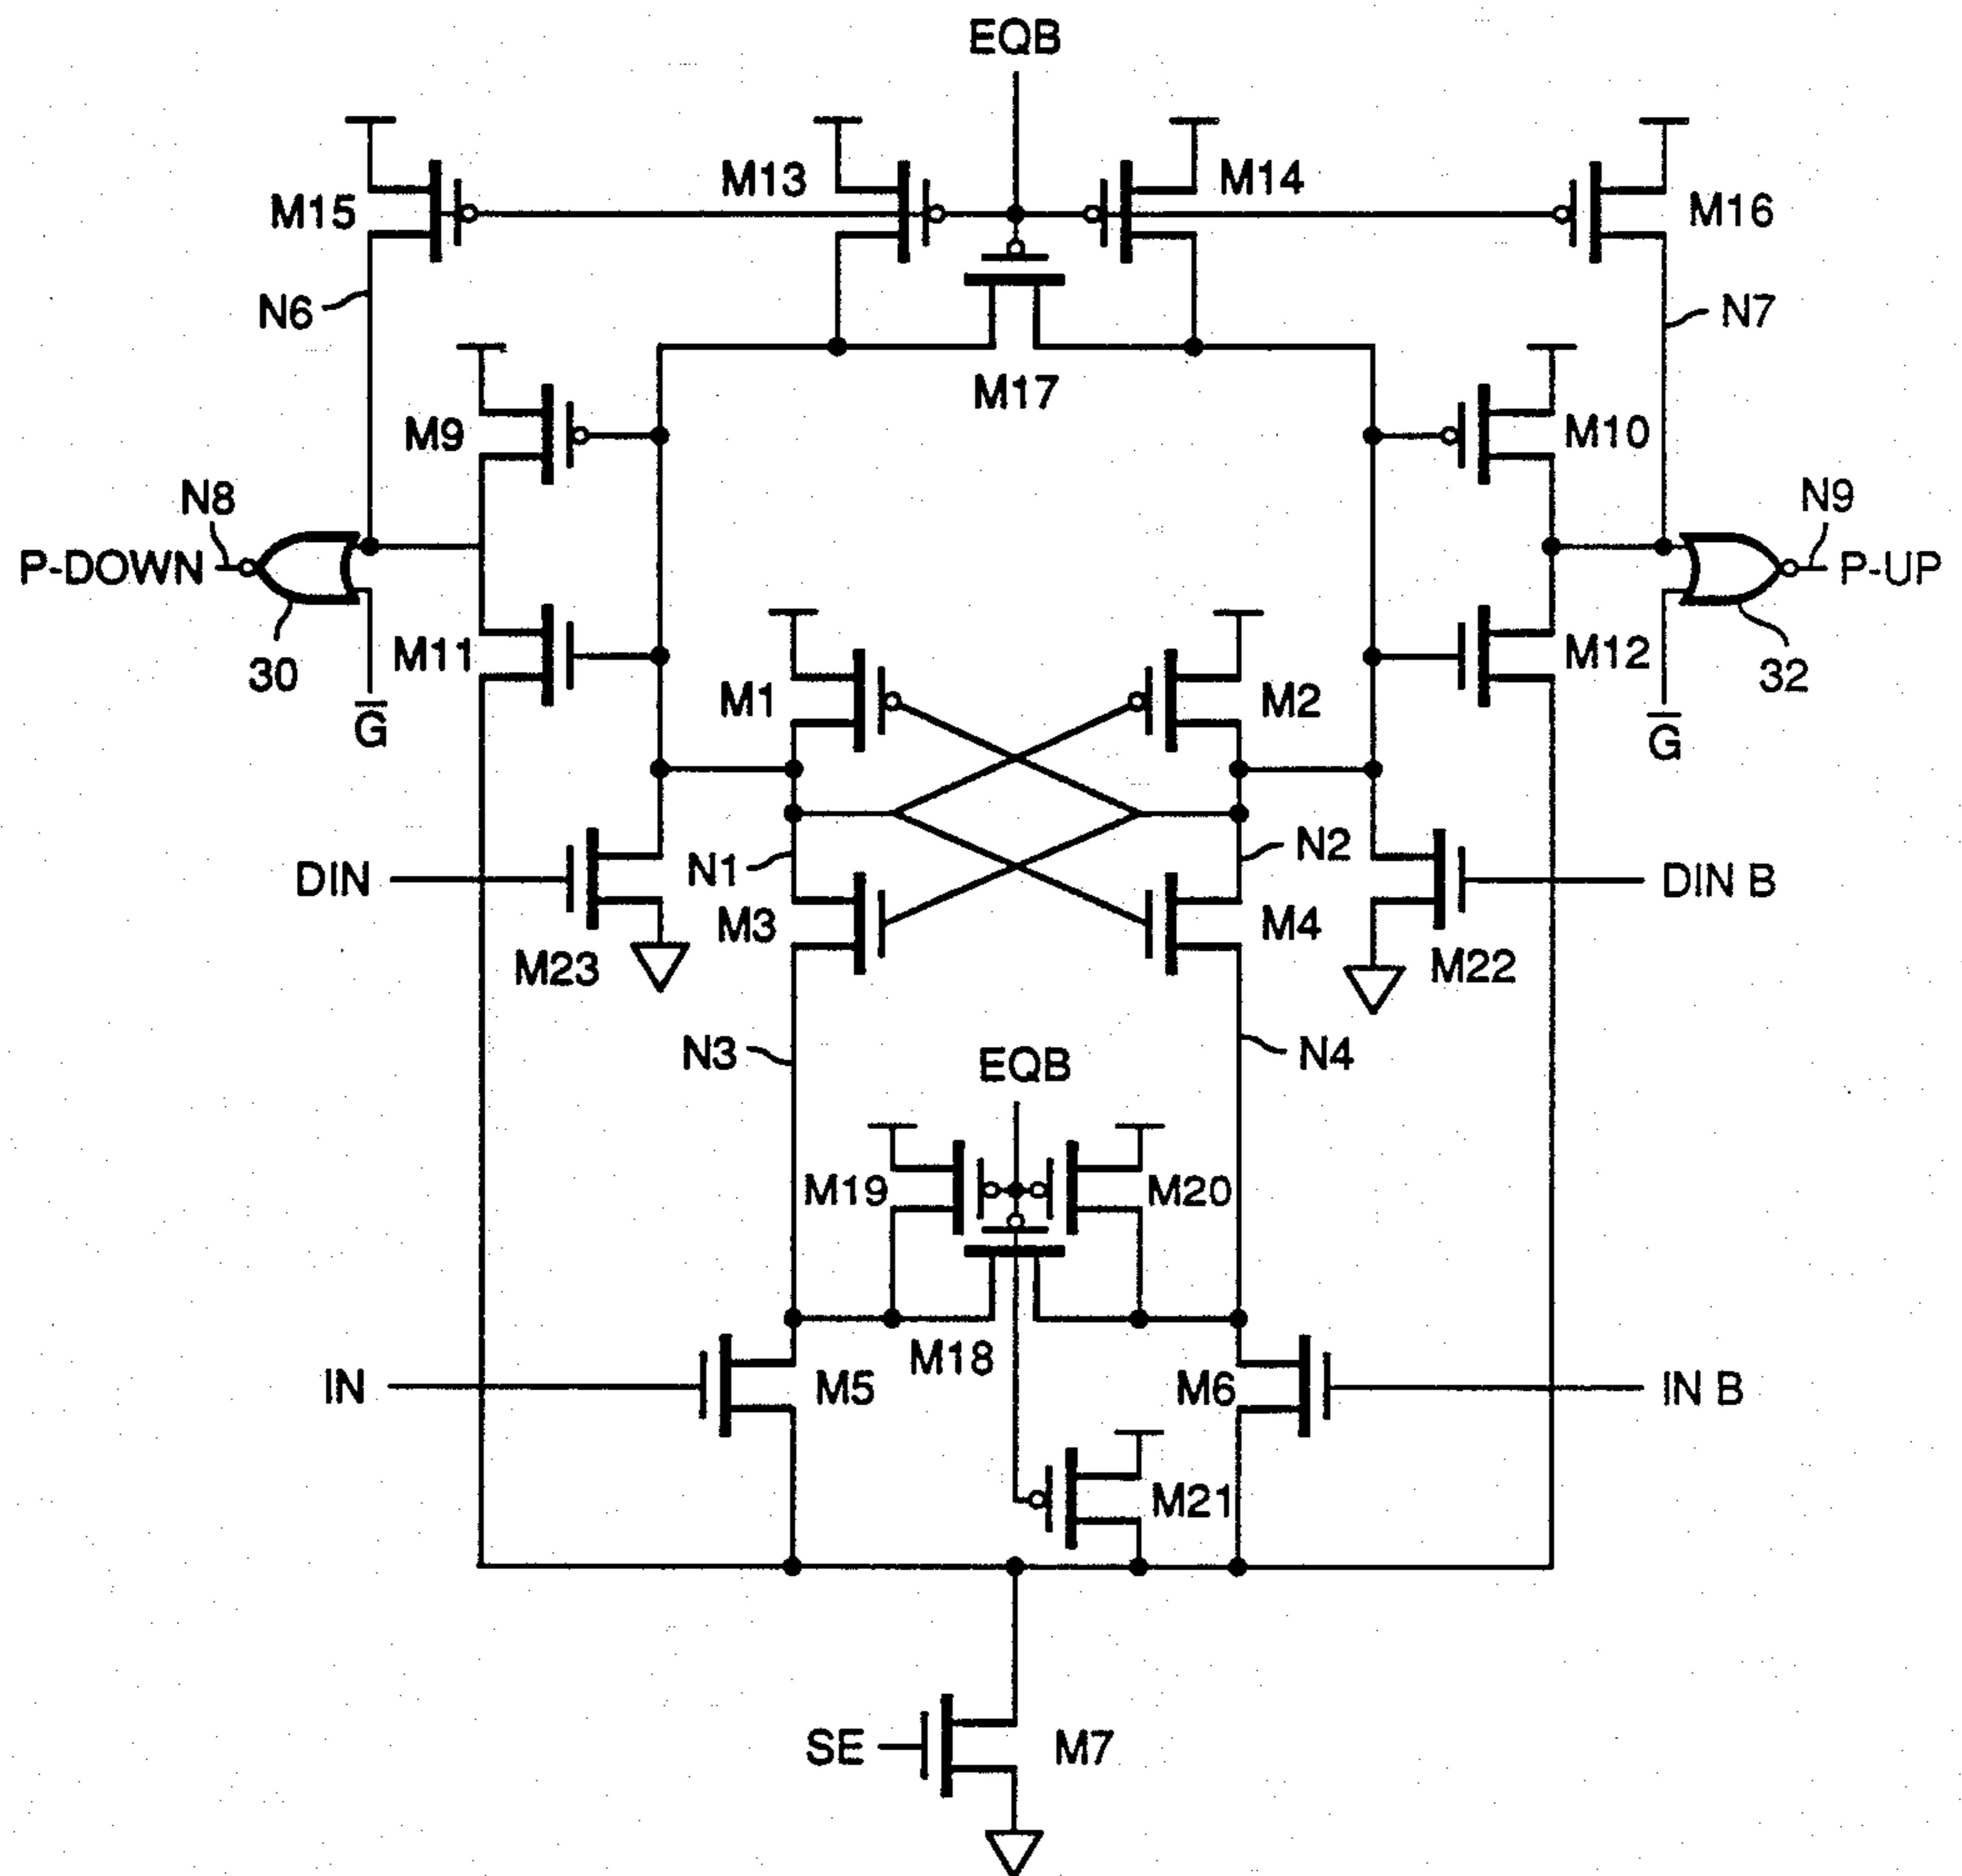 EQB
M15
M13
M14
M16
N6
N7
M17
M9
M10
N8
N9
P-DOWN
P-UP
30
M11
M12
32
G̅
G̅
M1
M2
N1
N2
DIN
DIN B
M3
M4
M23
M22
N3
N4
EQB
M19
M20
M18
IN
M5
M6
IN B
M21
SE
M7